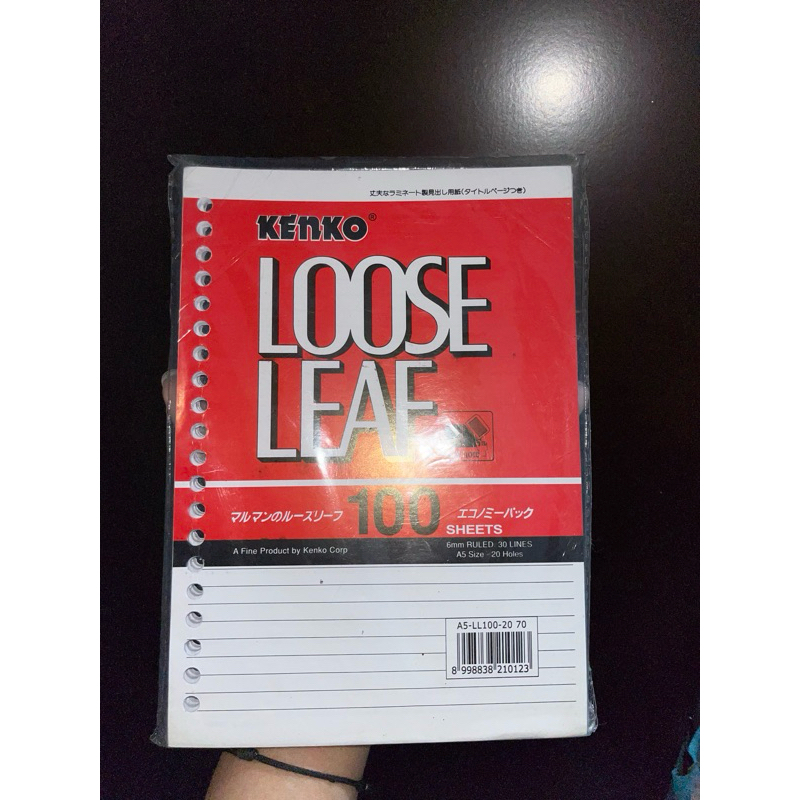 丈夫なラミネート製見出し用紙(タイトルページつき)
KENKO®
LOOSE
LEAF
マルマンのルーズリーフ 100 エコノミーパック
SHEETS
A Fine Product by Kenko Corp
6mm RULED 30 LINES
A5 Size 20 Holes
A5-LL100-20 70
8 998838 210123